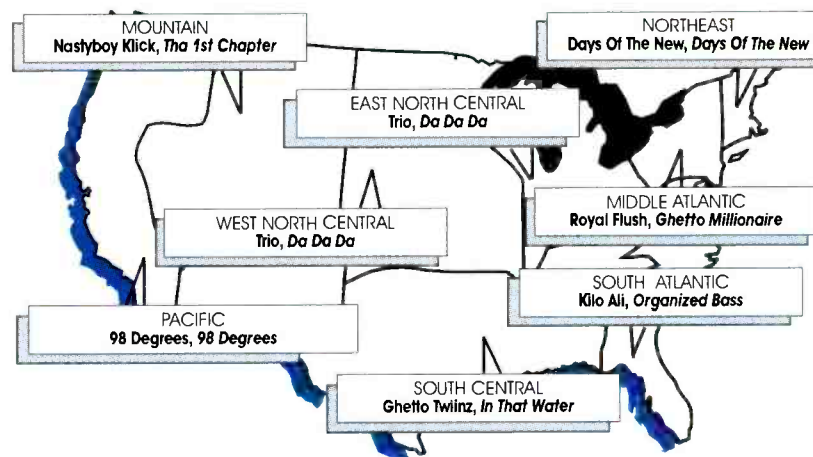 MOUNTAIN
Nastyboy Klick, Tha 1st Chapter
NORTHEAST
Days Of The New, Days Of The New
EAST NORTH CENTRAL
Trio, Da Da Da
WEST NORTH CENTRAL
Trio, Da Da Da
MIDDLE ATLANTIC
Royal Flush, Ghetto Millionaire
SOUTH ATLANTIC
Kilo Ali, Organized Bass
PACIFIC
98 Degrees, 98 Degrees
SOUTH CENTRAL
Ghetto Twiinz, In That Water